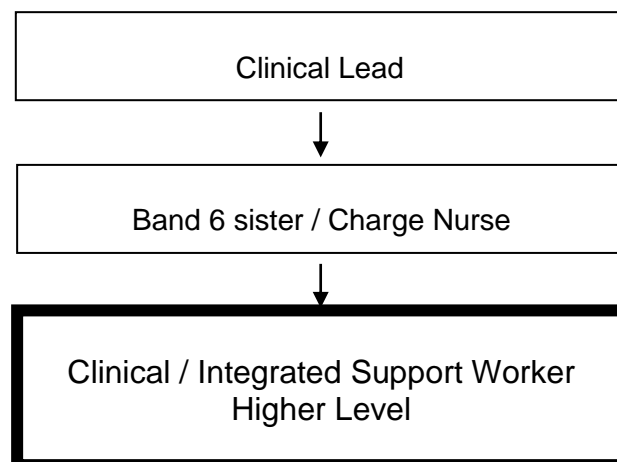 Clinical Lead
Band 6 sister / Charge Nurse
Clinical / Integrated Support Worker
Higher Level